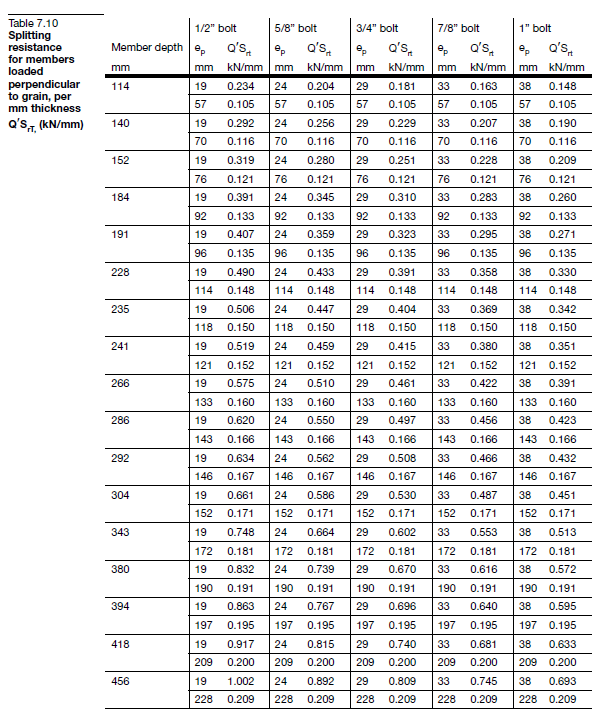 Table 7.10
Splitting
resistance
for members
loaded
perpendicular
to grain, per
mm thickness
Q'SrT, (kN/mm)
1/2" bolt 5/8" bolt 3/4" bolt 7/8" bolt 1" bolt
Member depth ep Q'Srt ep Q'Srt ep Q'Srt ep Q'Srt ep Q'Srt
mm mm kN/mm mm kN/mm mm kN/mm mm kN/mm mm kN/mm
114 19 0.234 24 0.204 29 0.181 33 0.163 38 0.148
57 0.105 57 0.105 57 0.105 57 0.105 57 0.105
140 19 0.292 24 0.256 29 0.229 33 0.207 38 0.190
70 0.116 70 0.116 70 0.116 70 0.116 70 0.116
152 19 0.319 24 0.280 29 0.251 33 0.228 38 0.209
76 0.121 76 0.121 76 0.121 76 0.121 76 0.121
184 19 0.391 24 0.345 29 0.310 33 0.283 38 0.260
92 0.133 92 0.133 92 0.133 92 0.133 92 0.133
191 19 0.407 24 0.359 29 0.323 33 0.295 38 0.271
96 0.135 96 0.135 96 0.135 96 0.135 96 0.135
228 19 0.490 24 0.433 29 0.391 33 0.358 38 0.330
114 0.148 114 0.148 114 0.148 114 0.148 114 0.148
235 19 0.506 24 0.447 29 0.404 33 0.369 38 0.342
118 0.150 118 0.150 118 0.150 118 0.150 118 0.150
241 19 0.519 24 0.459 29 0.415 33 0.380 38 0.351
121 0.152 121 0.152 121 0.152 121 0.152 121 0.152
266 19 0.575 24 0.510 29 0.461 33 0.422 38 0.391
133 0.160 133 0.160 133 0.160 133 0.160 133 0.160
286 19 0.620 24 0.550 29 0.497 33 0.456 38 0.423
143 0.166 143 0.166 143 0.166 143 0.166 143 0.166
292 19 0.634 24 0.562 29 0.508 33 0.466 38 0.432
146 0.167 146 0.167 146 0.167 146 0.167 146 0.167
304 19 0.661 24 0.586 29 0.530 33 0.487 38 0.451
152 0.171 152 0.171 152 0.171 152 0.171 152 0.171
343 19 0.748 24 0.664 29 0.602 33 0.553 38 0.513
172 0.181 172 0.181 172 0.181 172 0.181 172 0.181
380 19 0.832 24 0.739 29 0.670 33 0.616 38 0.572
190 0.191 190 0.191 190 0.191 190 0.191 190 0.191
394 19 0.863 24 0.767 29 0.696 33 0.640 38 0.595
197 0.195 197 0.195 197 0.195 197 0.195 197 0.195
418 19 0.917 24 0.815 29 0.740 33 0.681 38 0.633
209 0.200 209 0.200 209 0.200 209 0.200 209 0.200
456 19 1.002 24 0.892 29 0.809 33 0.745 38 0.693
228 0.209 228 0.209 228 0.209 228 0.209 228 0.209